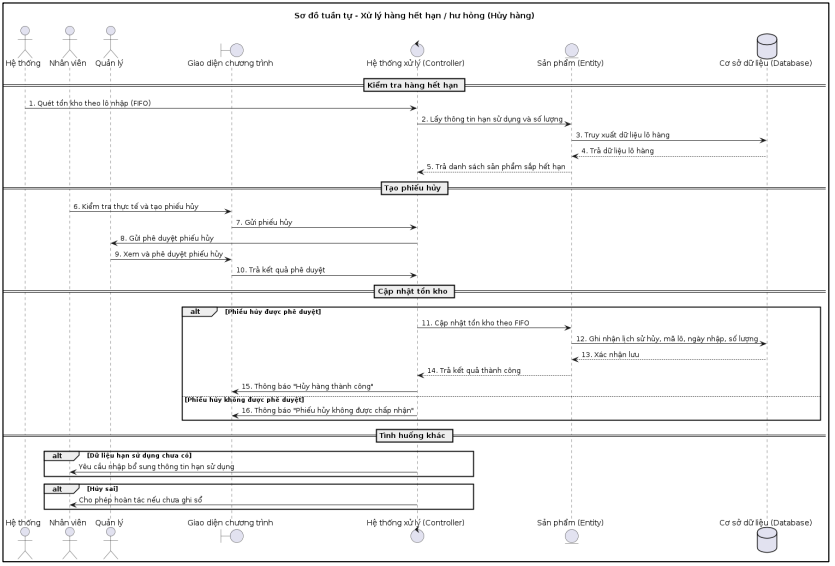 Sơ đồ tuần tự - Xử lý hàng hết hạn / hư hỏng (Hủy hàng)
Hệ thống Nhân viên Quản lý Giao diện chương trình Hệ thống xử lý (Controller) Sản phẩm (Entity) Cơ sở dữ liệu (Database)
Kiểm tra hàng hết hạn
1. Quét tồn kho theo lô nhập (FIFO)
2. Lấy thông tin hạn sử dụng và số lượng
3. Truy xuất dữ liệu lô hàng
4. Trả dữ liệu lô hàng
5. Trả danh sách sản phẩm sắp hết hạn
Tạo phiếu hủy
6. Kiểm tra thực tế và tạo phiếu hủy
7. Gửi phiếu hủy
8. Gửi phê duyệt phiếu hủy
9. Xem và phê duyệt phiếu hủy
10. Trả kết quả phê duyệt
Cập nhật tồn kho
alt [Phiếu hủy được phê duyệt]
11. Cập nhật tồn kho theo FIFO
12. Ghi nhận lịch sử hủy, mã lô, ngày nhập, số lượng
13. Xác nhận lưu
14. Trả kết quả thành công
15. Thông báo "Hủy hàng thành công"
[Phiếu hủy không được phê duyệt]
16. Thông báo "Phiếu hủy không được chấp nhận"
Tình huống khác
alt [Dữ liệu hạn sử dụng chưa có]
Yêu cầu nhập bổ sung thông tin hạn sử dụng
alt [Hủy sai]
Cho phép hoàn tác nếu chưa ghi sổ
Hệ thống Nhân viên Quản lý Giao diện chương trình Hệ thống xử lý (Controller) Sản phẩm (Entity) Cơ sở dữ liệu (Database)